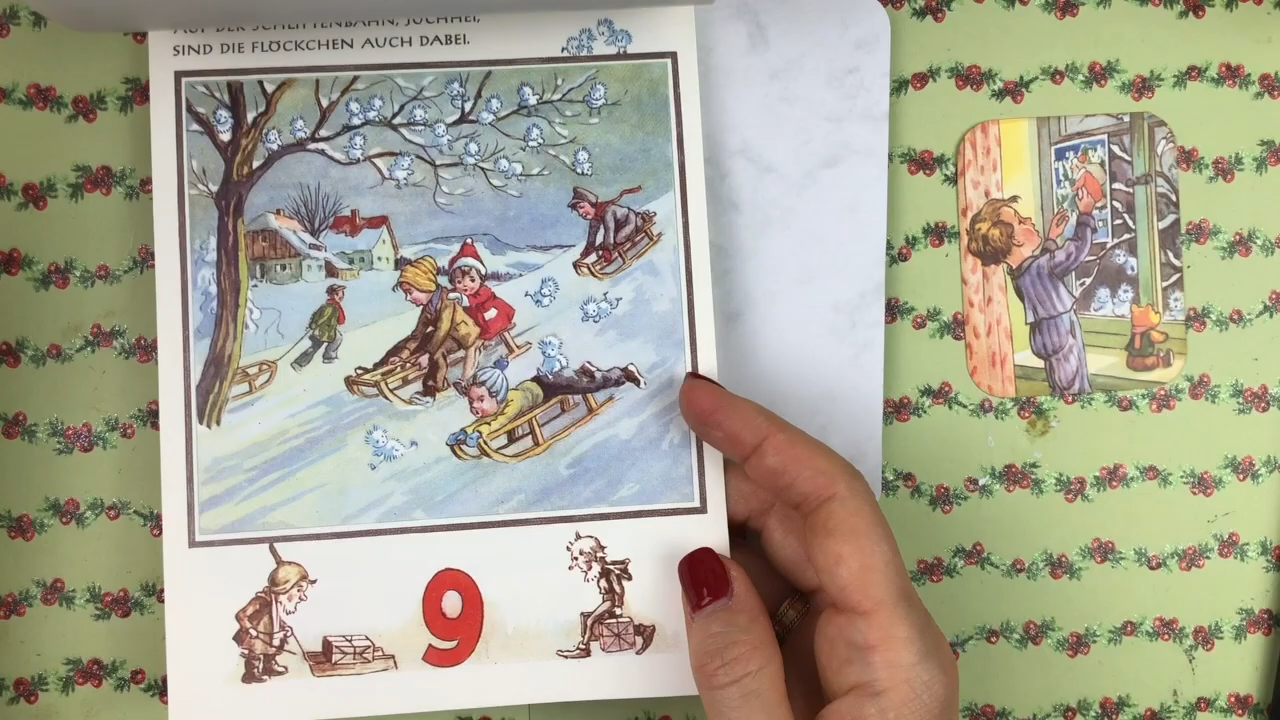 AUF DER SCHLITTENBAHN, JUCHHEI,
SIND DIE FLÖCKCHEN AUCH DABEI.
9